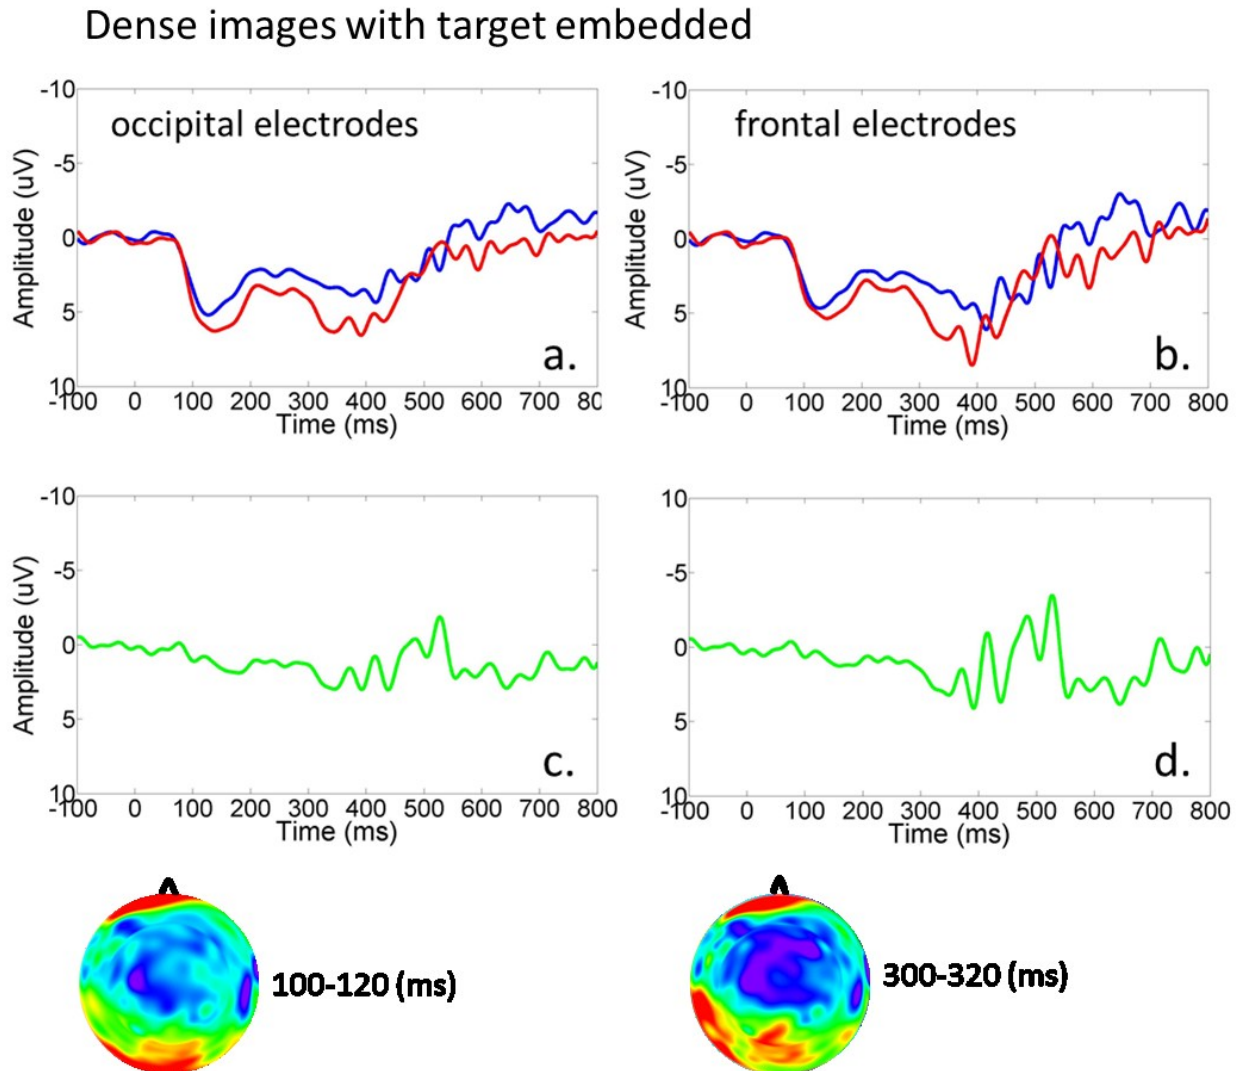 Dense images with target embedded
-10
-5
0
5
10
Amplitude (uV)
occipital electrodes
a.
-100 0 100 200 300 400 500 600 700 80
Time (ms)
-10
-5
0
5
10
Amplitude (uV)
frontal electrodes
b.
-100 0 100 200 300 400 500 600 700 800
Time (ms)
-10
-5
0
5
10
Amplitude (uV)
c.
-100 0 100 200 300 400 500 600 700 800
Time (ms)
10
-5
0
5
10
d.
-100 0 100 200 300 400 500 600 700 800
Time (ms)
100-120 (ms)
300-320 (ms)